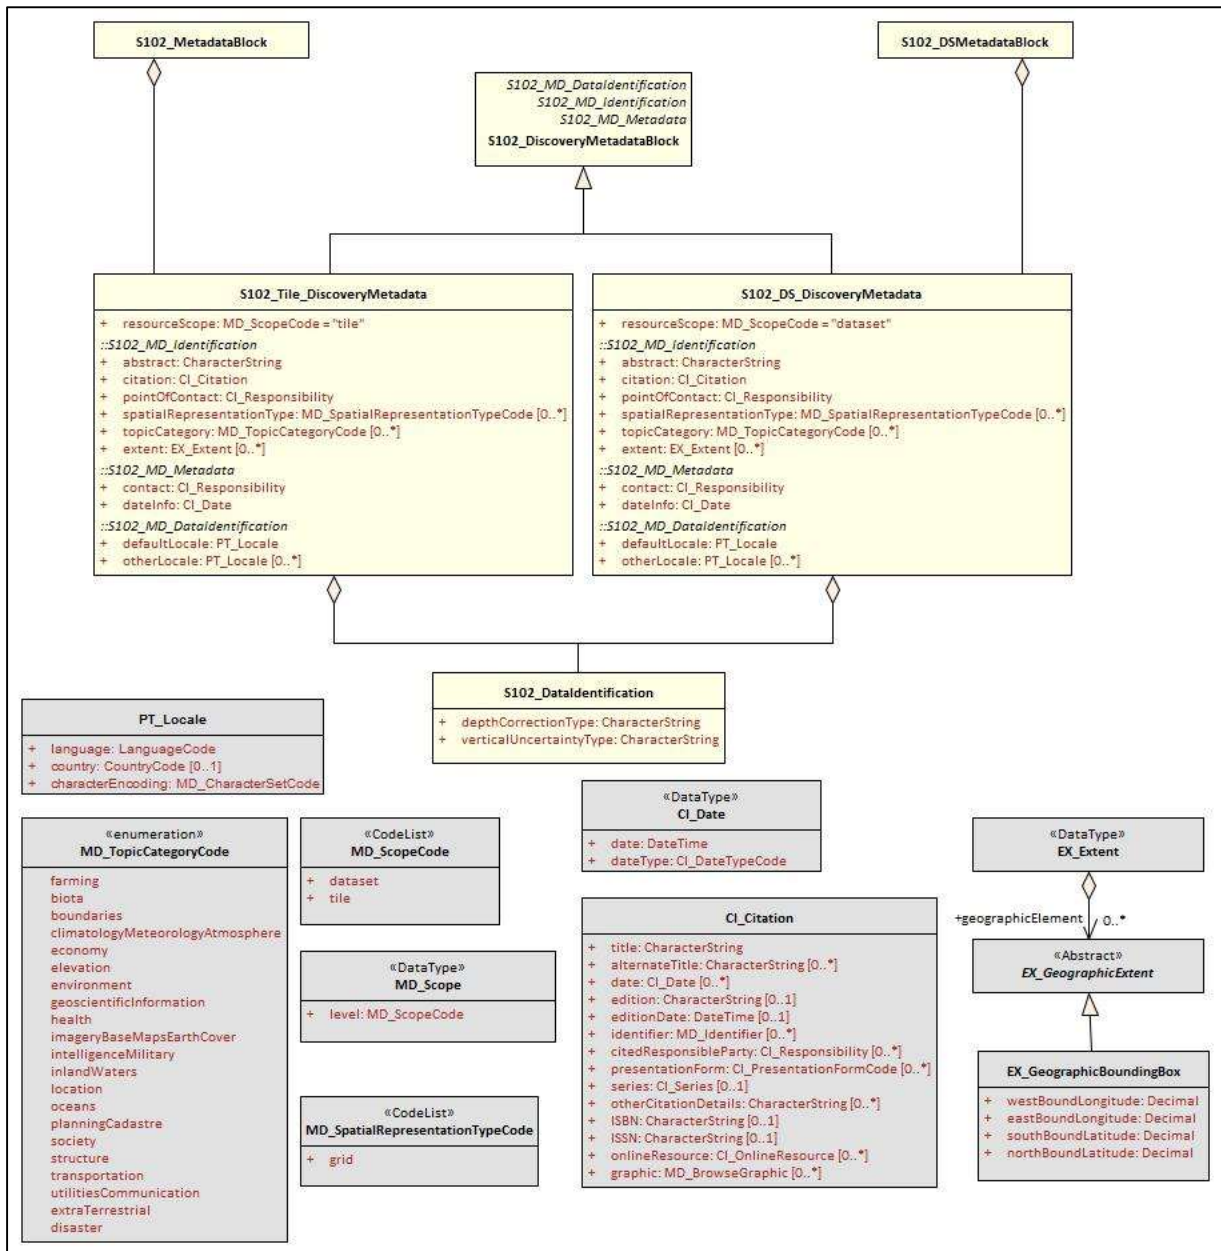 S102_MetadataBlock
S102_DSMetadataBlock
S102_MD_DataIdentification
S102_MD_Identification
S102_MD_Metadata
S102_DiscoveryMetadataBlock
S102_Tile_DiscoveryMetadata
+ resourceScope: MD_ScopeCode = "tile"
::S102_MD_Identification
+ abstract: CharacterString
+ citation: CI_Citation
+ pointOfContact: CI_Responsibility
+ spatialRepresentationType: MD_SpatialRepresentationTypeCode [0..*]
+ topicCategory: MD_TopicCategoryCode [0..*]
+ extent: EX_Extent [0..*]
::S102_MD_Metadata
+ contact: CI_Responsibility
+ dateInfo: CI_Date
::S102_MD_DataIdentification
+ defaultLocale: PT_Locale
+ otherLocale: PT_Locale [0..*]
S102_DS_DiscoveryMetadata
+ resourceScope: MD_ScopeCode = "dataset"
::S102_MD_Identification
+ abstract: CharacterString
+ citation: CI_Citation
+ pointOfContact: CI_Responsibility
+ spatialRepresentationType: MD_SpatialRepresentationTypeCode [0..*]
+ topicCategory: MD_TopicCategoryCode [0..*]
+ extent: EX_Extent [0..*]
::S102_MD_Metadata
+ contact: CI_Responsibility
+ dateInfo: CI_Date
::S102_MD_DataIdentification
+ defaultLocale: PT_Locale
+ otherLocale: PT_Locale [0..*]
S102_DataIdentification
+ depthCorrectionType: CharacterString
+ verticalUncertaintyType: CharacterString
PT_Locale
+ language: LanguageCode
+ country: CountryCode [0..1]
+ characterEncoding: MD_CharacterSetCode
«enumeration»
MD_TopicCategoryCode
farming
biota
boundaries
climatologyMeteorologyAtmosphere
economy
elevation
environment
geoscientificInformation
health
imageryBaseMapsEarthCover
intelligenceMilitary
inlandWaters
location
oceans
planningCadastre
society
structure
transportation
utilitiesCommunication
extraTerrestrial
disaster
«CodeList»
MD_ScopeCode
+ dataset
+ tile
«DataType»
MD_Scope
+ level: MD_ScopeCode
«CodeList»
MD_SpatialRepresentationTypeCode
+ grid
«DataType»
CI_Date
+ date: DateTime
+ dateType: CI_DateTypeCode
CI_Citation
+ title: CharacterString
+ alternateTitle: CharacterString [0..*]
+ date: CI_Date [0..*]
+ edition: CharacterString [0..1]
+ editionDate: DateTime [0..1]
+ identifier: MD_Identifier [0..*]
+ citedResponsibleParty: CI_Responsibility [0..*]
+ presentationForm: CI_PresentationFormCode [0..*]
+ series: CI_Series [0..1]
+ otherCitationDetails: CharacterString [0..*]
+ ISBN: CharacterString [0..1]
+ ISSN: CharacterString [0..1]
+ onlineResource: CI_OnlineResource [0..*]
+ graphic: MD_BrowseGraphic [0..*]
«DataType»
EX_Extent
+geographicElement 0..*
«Abstract»
EX_GeographicExtent
EX_GeographicBoundingBox
+ westBoundLongitude: Decimal
+ eastBoundLongitude: Decimal
+ southBoundLatitude: Decimal
+ northBoundLatitude: Decimal